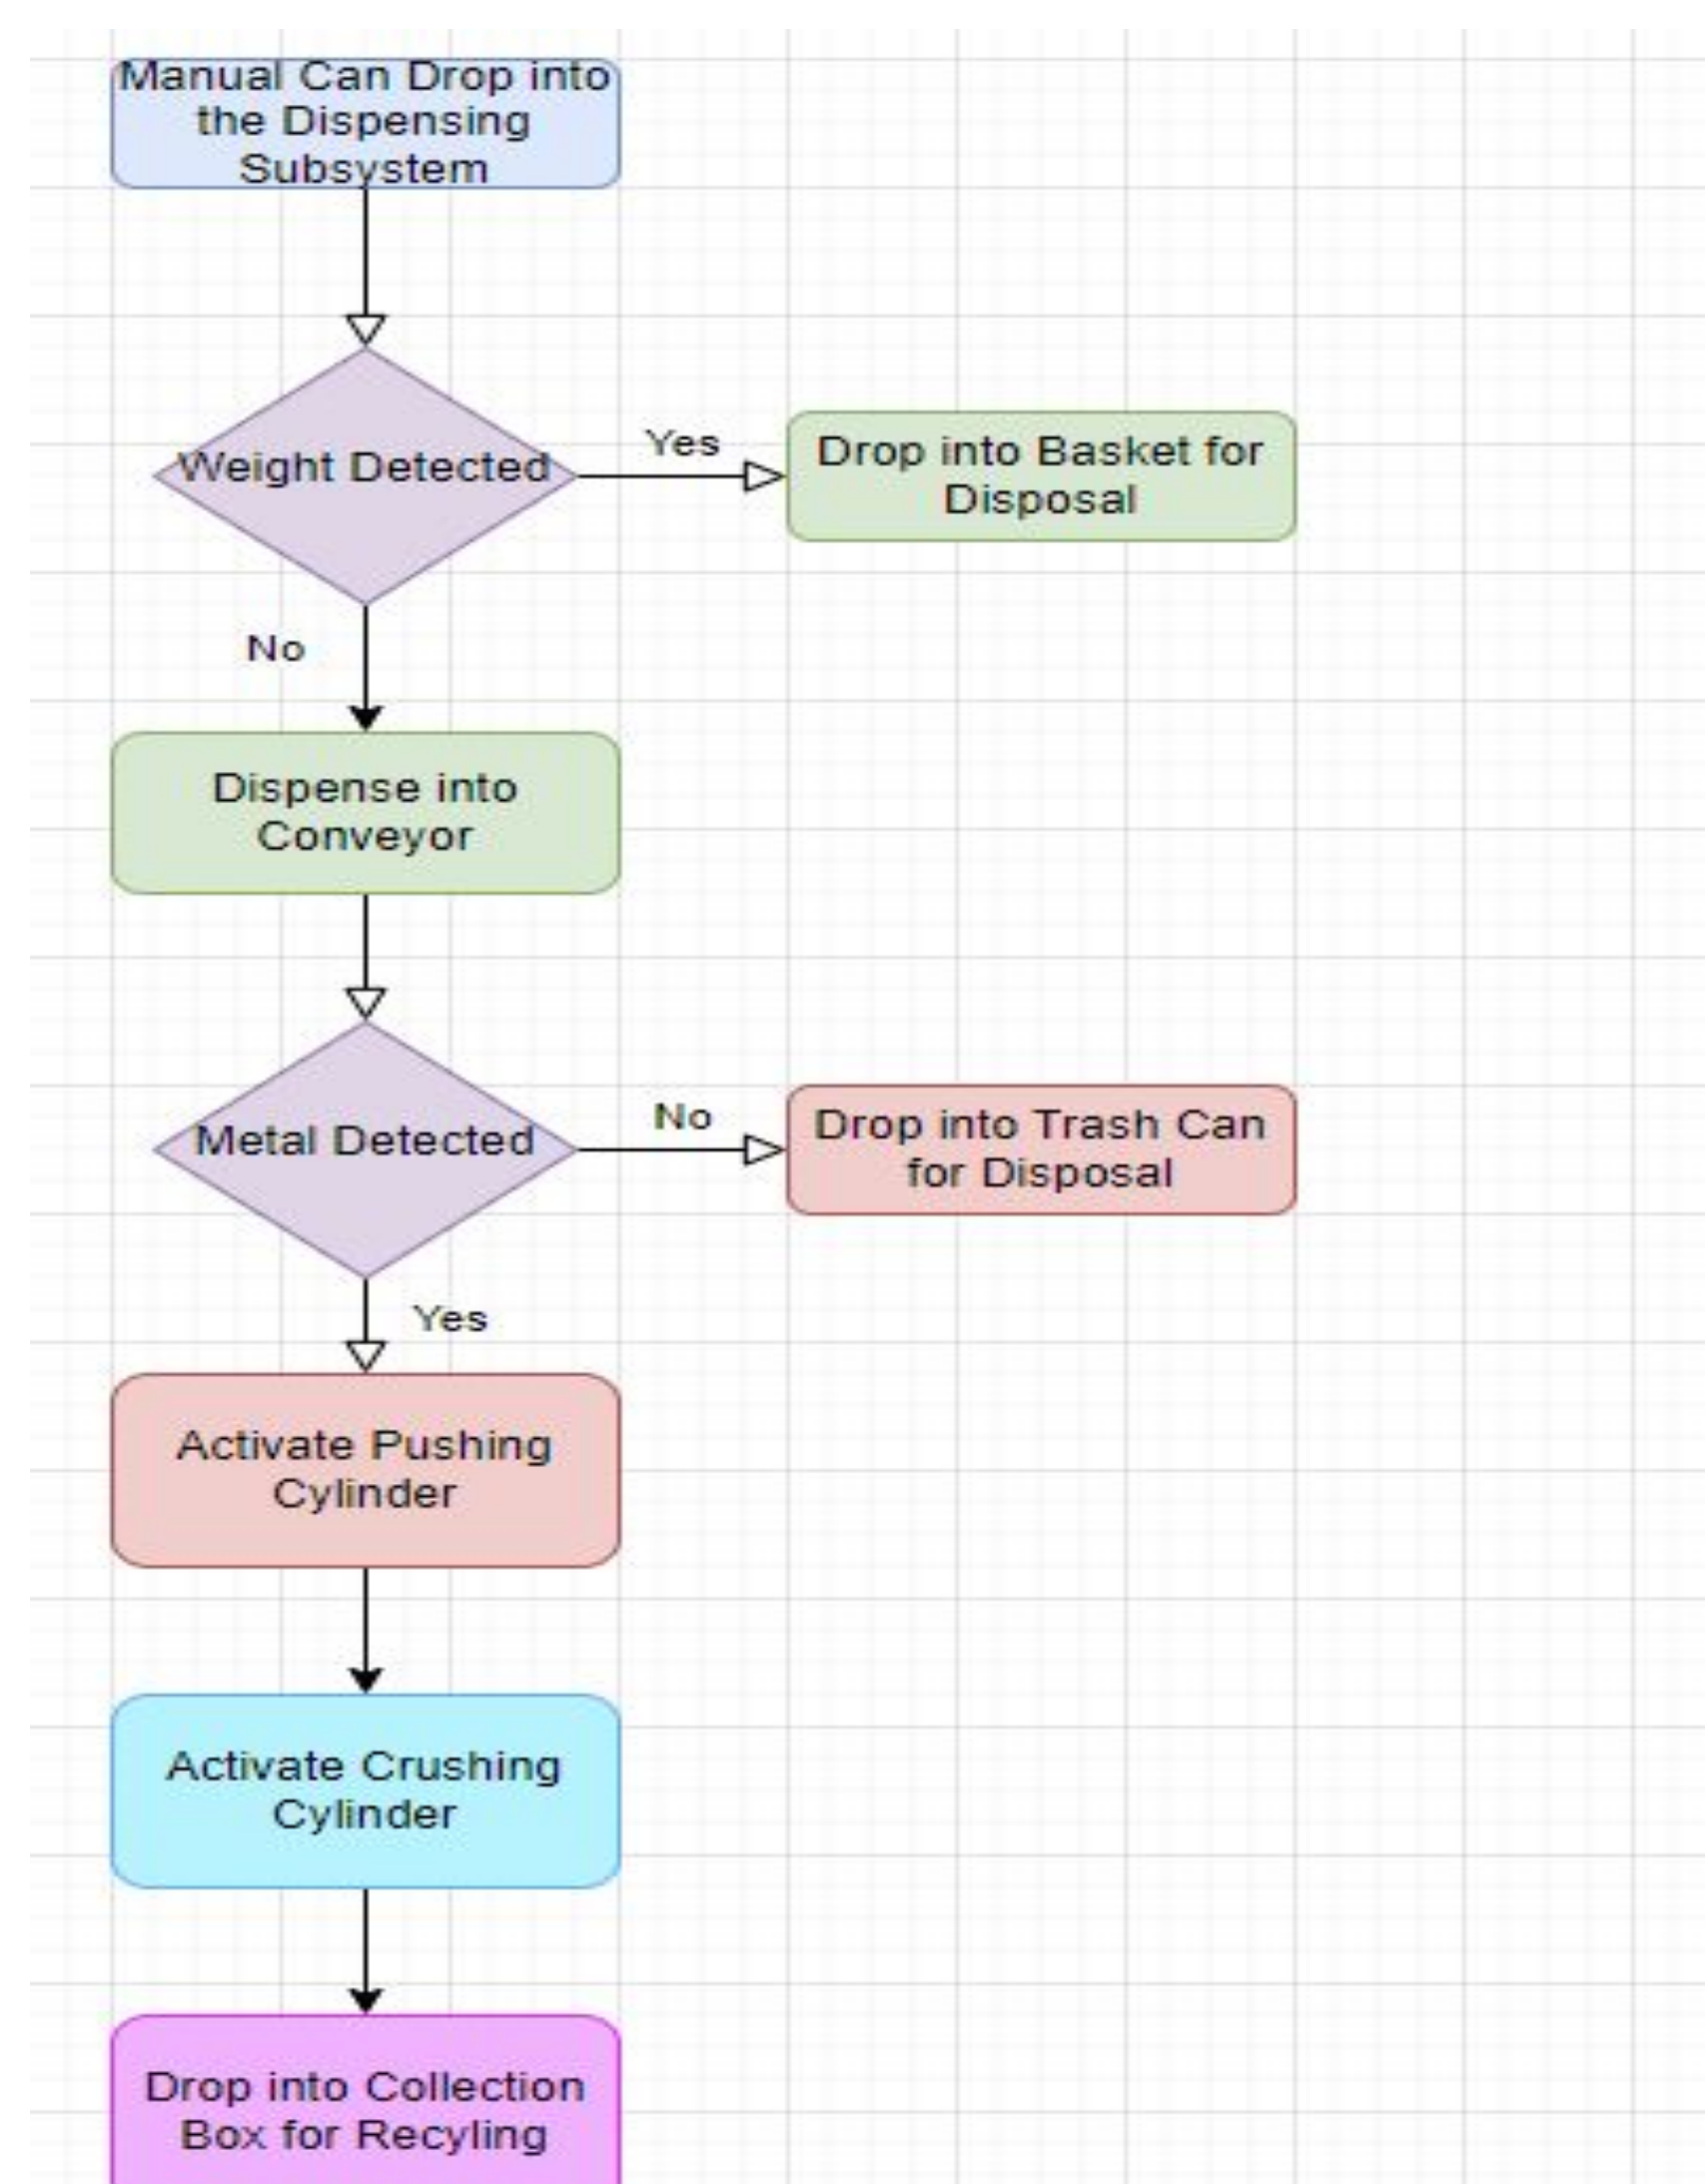 Manual Can Drop into
the Dispensing
Subsystem
Weight Detected
Yes
Drop into Basket for
Disposal
No
Dispense into
Conveyor
Metal Detected
No
Drop into Trash Can
for Disposal
Yes
Activate Pushing
Cylinder
Activate Crushing
Cylinder
Drop into Collection
Box for Recyling